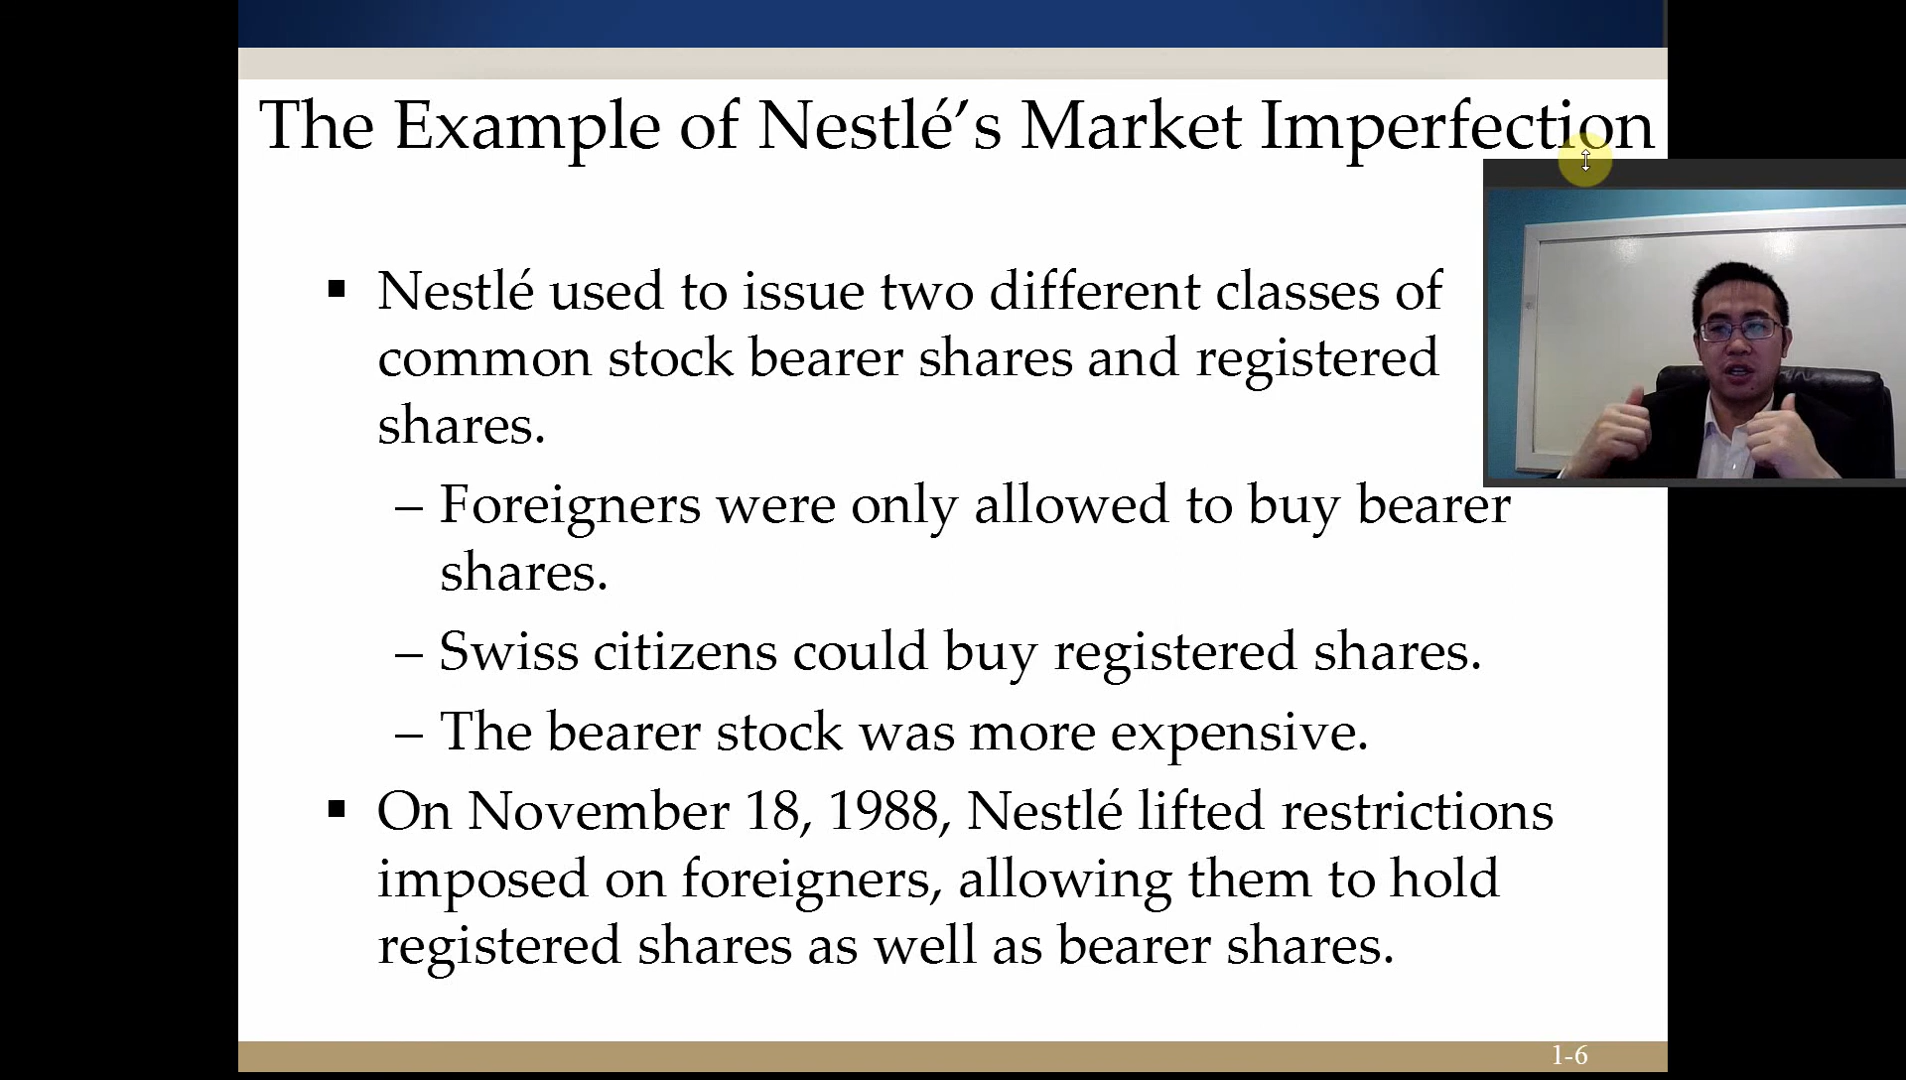 The Example of Nestlé’s Market Imperfection
▪ Nestlé used to issue two different classes of
common stock bearer shares and registered
shares.
– Foreigners were only allowed to buy bearer
shares.
– Swiss citizens could buy registered shares.
– The bearer stock was more expensive.
▪ On November 18, 1988, Nestlé lifted restrictions
imposed on foreigners, allowing them to hold
registered shares as well as bearer shares.
1-6